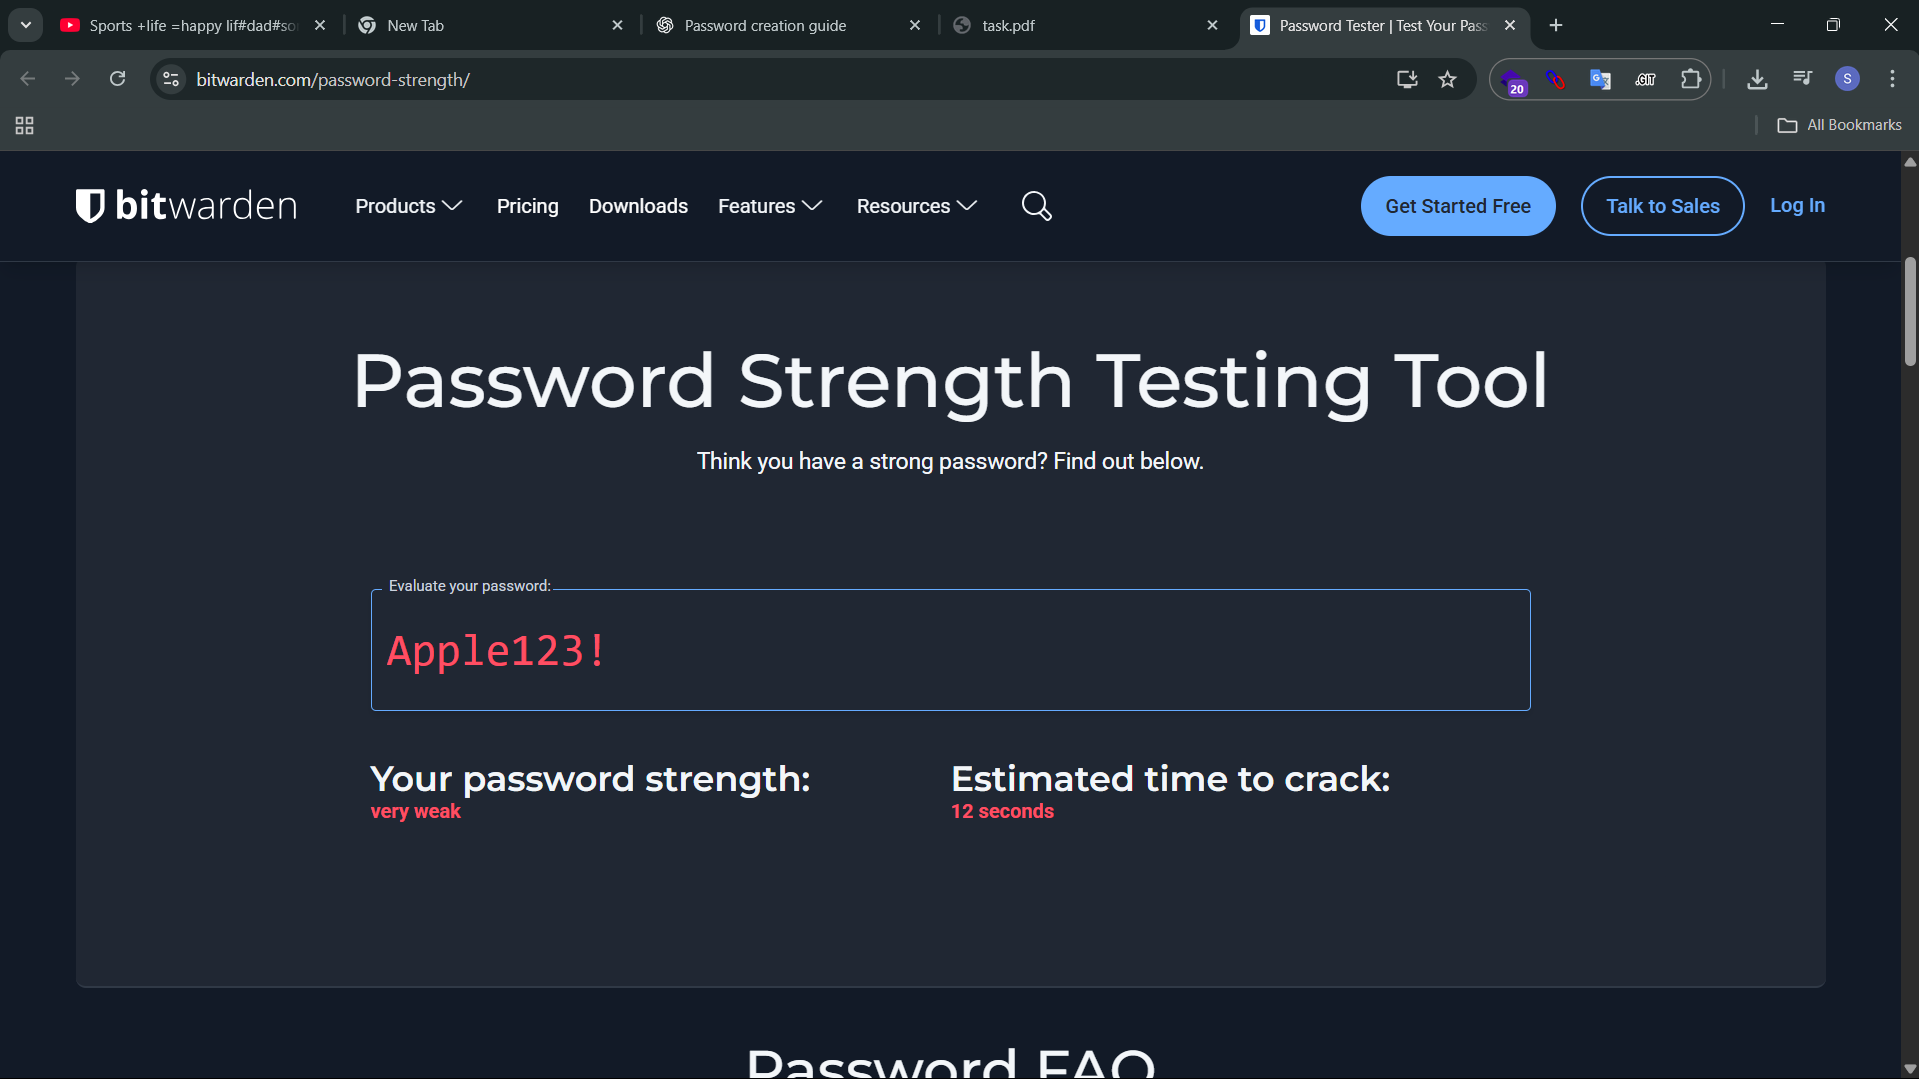 Sports +life =happy lif#dad#so
New Tab
Password creation guide
task.pdf
Password Tester | Test Your Pas
bitwarden.com/password-strength/
20
.GIT
S
All Bookmarks
bitwarden
Products
Pricing
Downloads
Features
Resources
Get Started Free
Talk to Sales
Log In
Password Strength Testing Tool
Think you have a strong password? Find out below.
Evaluate your password:
Apple123!
Your password strength:
very weak
Estimated time to crack:
12 seconds
Password FAQ